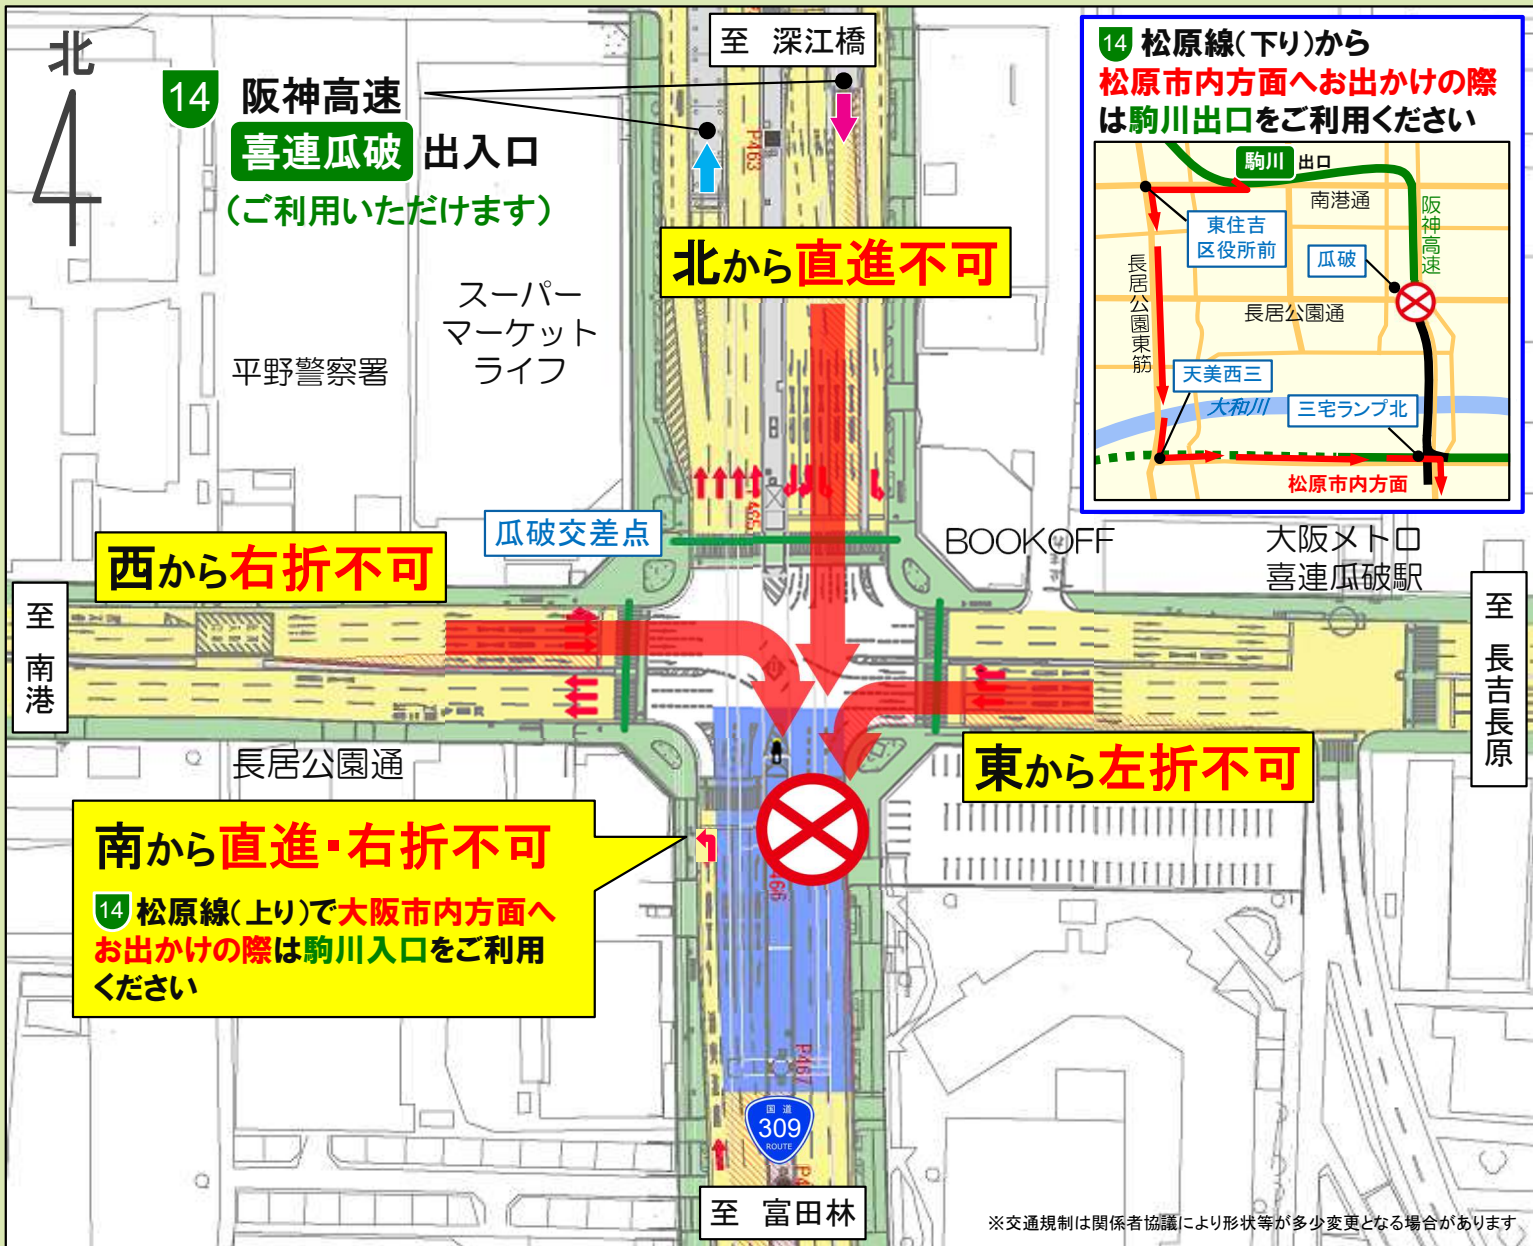 北
14 阪神高速
喜連瓜破 出入口
(ご利用いただけます)
至 深江橋
14 松原線(下り)から
松原市内方面へお出かけの際
は駒川出口をご利用ください
駒川 出口
南港通
阪神高速
東住吉
区役所前
瓜破
長居公園東筋
長居公園通
天美西三
大和川
三宅ランプ北
松原市内方面
北から直進不可
P463
スーパー
マーケット
ライフ
平野警察署
瓜破交差点
BOOKOFF
大阪メトロ
喜連瓜破駅
西から右折不可
至 南港
至 長吉長原
長居公園通
東から左折不可
南から直進・右折不可
14 松原線(上り)で大阪市内方面へ
お出かけの際は駒川入口をご利用
ください
P467
国道
309
ROUTE
至 富田林
※交通規制は関係者協議により形状等が多少変更となる場合があります